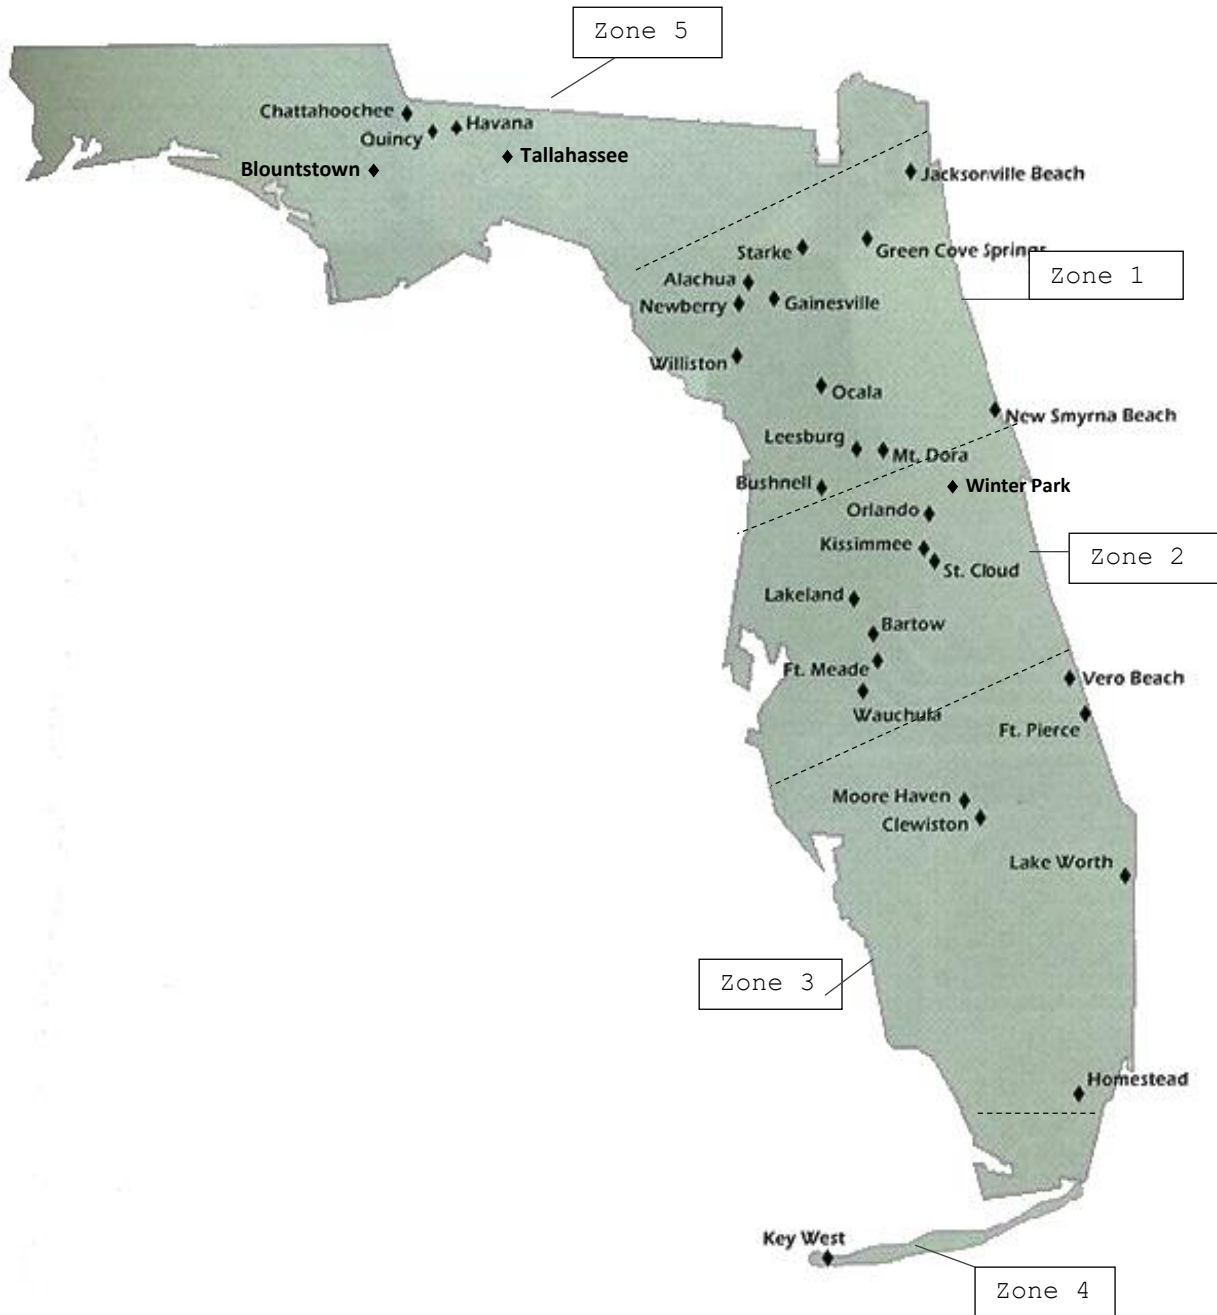 Zone 5
Chattahoochee
Havana
Quincy
Tallahassee
Blountstown
Jacksonville Beach
Starke
Green Cove Springs
Zone 1
Alachua
Newberry
Gainesville
Williston
Ocala
New Smyrna Beach
Leesburg
Mt. Dora
Bushnell
Winter Park
Orlando
Kissimmee
Zone 2
St. Cloud
Lakeland
Bartow
Ft. Meade
Vero Beach
Wauchula
Ft. Pierce
Moore Haven
Clewiston
Lake Worth
Zone 3
Homestead
Key West
Zone 4